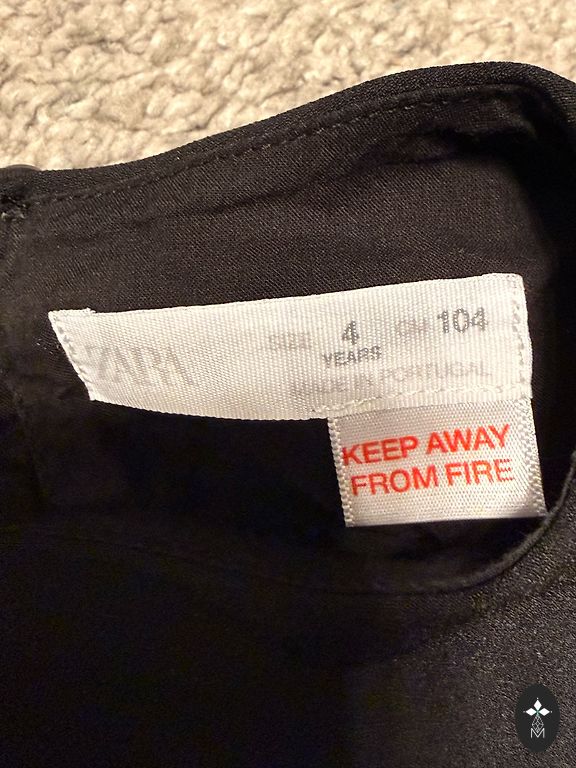 ZARA
SIZE 4 CM 104
YEARS
MADE IN PORTUGAL
KEEP AWAY
FROM FIRE
M